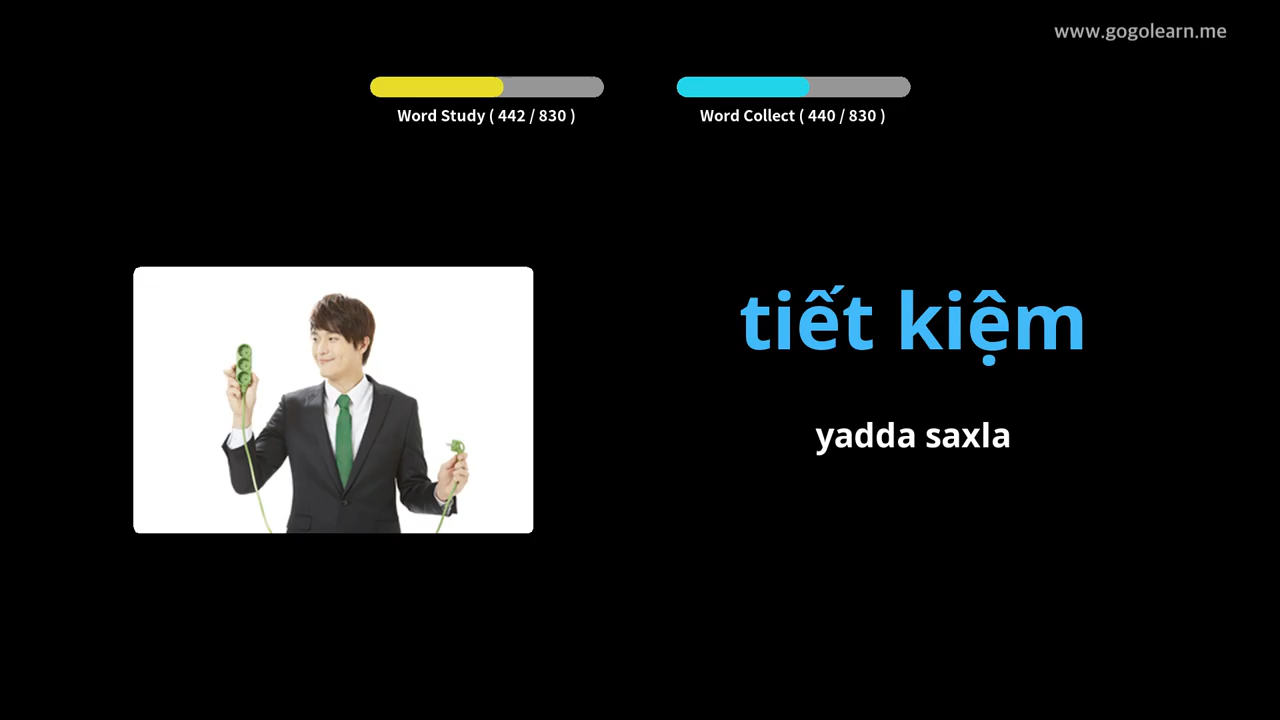 www.gogolearn.me
Word Study ( 442 / 830 )
Word Collect ( 440 / 830 )
tiết kiệm
yadda saxla